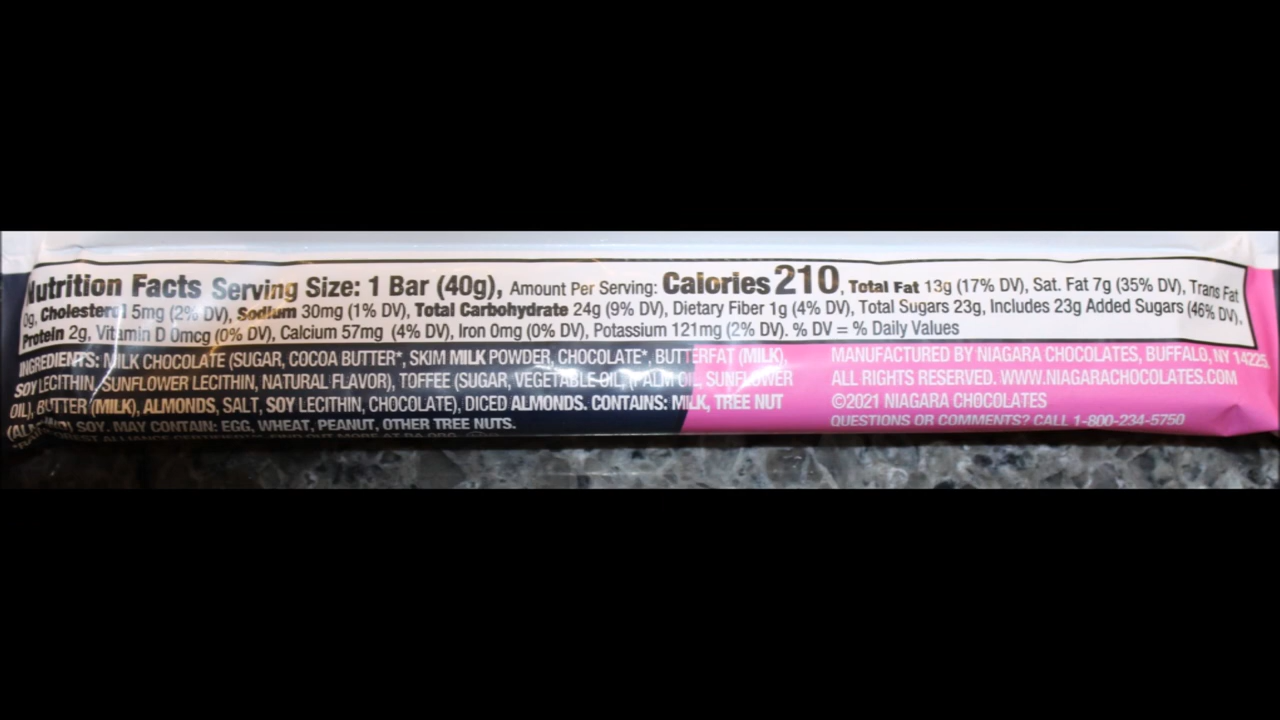 Nutrition Facts Serving Size: 1 Bar (40g), Amount Per Serving: Calories 210, Total Fat 13g (17% DV), Sat. Fat 7g (35% DV), Trans Fat
0g, Cholesterol 5mg (2% DV), Sodium 30mg (1% DV), Total Carbohydrate 24g (9% DV), Dietary Fiber 1g (4% DV), Total Sugars 23g, Includes 23g Added Sugars (46% DV),
Protein 2g, Vitamin D 0mcg (0% DV), Calcium 57mg (4% DV), Iron 0mg (0% DV), Potassium 121mg (2% DV). % DV = % Daily Values
INGREDIENTS: MILK CHOCOLATE (SUGAR, COCOA BUTTER*, SKIM MILK POWDER, CHOCOLATE*, BUTTERFAT (MILK),
SOY LECITHIN, SUNFLOWER LECITHIN, NATURAL FLAVOR), TOFFEE (SUGAR, VEGETABLE OIL, (PALM OIL, SUNFLOWER
OIL), BUTTER (MILK), ALMONDS, SALT, SOY LECITHIN, CHOCOLATE), DICED ALMONDS. CONTAINS: MILK, TREE NUT
(ALMOND) SOY. MAY CONTAIN: EGG, WHEAT, PEANUT, OTHER TREE NUTS.
MANUFACTURED BY NIAGARA CHOCOLATES, BUFFALO, NY 14225.
ALL RIGHTS RESERVED. WWW.NIAGARACHOCOLATES.COM
©2021 NIAGARA CHOCOLATES
QUESTIONS OR COMMENTS? CALL 1-800-234-5750